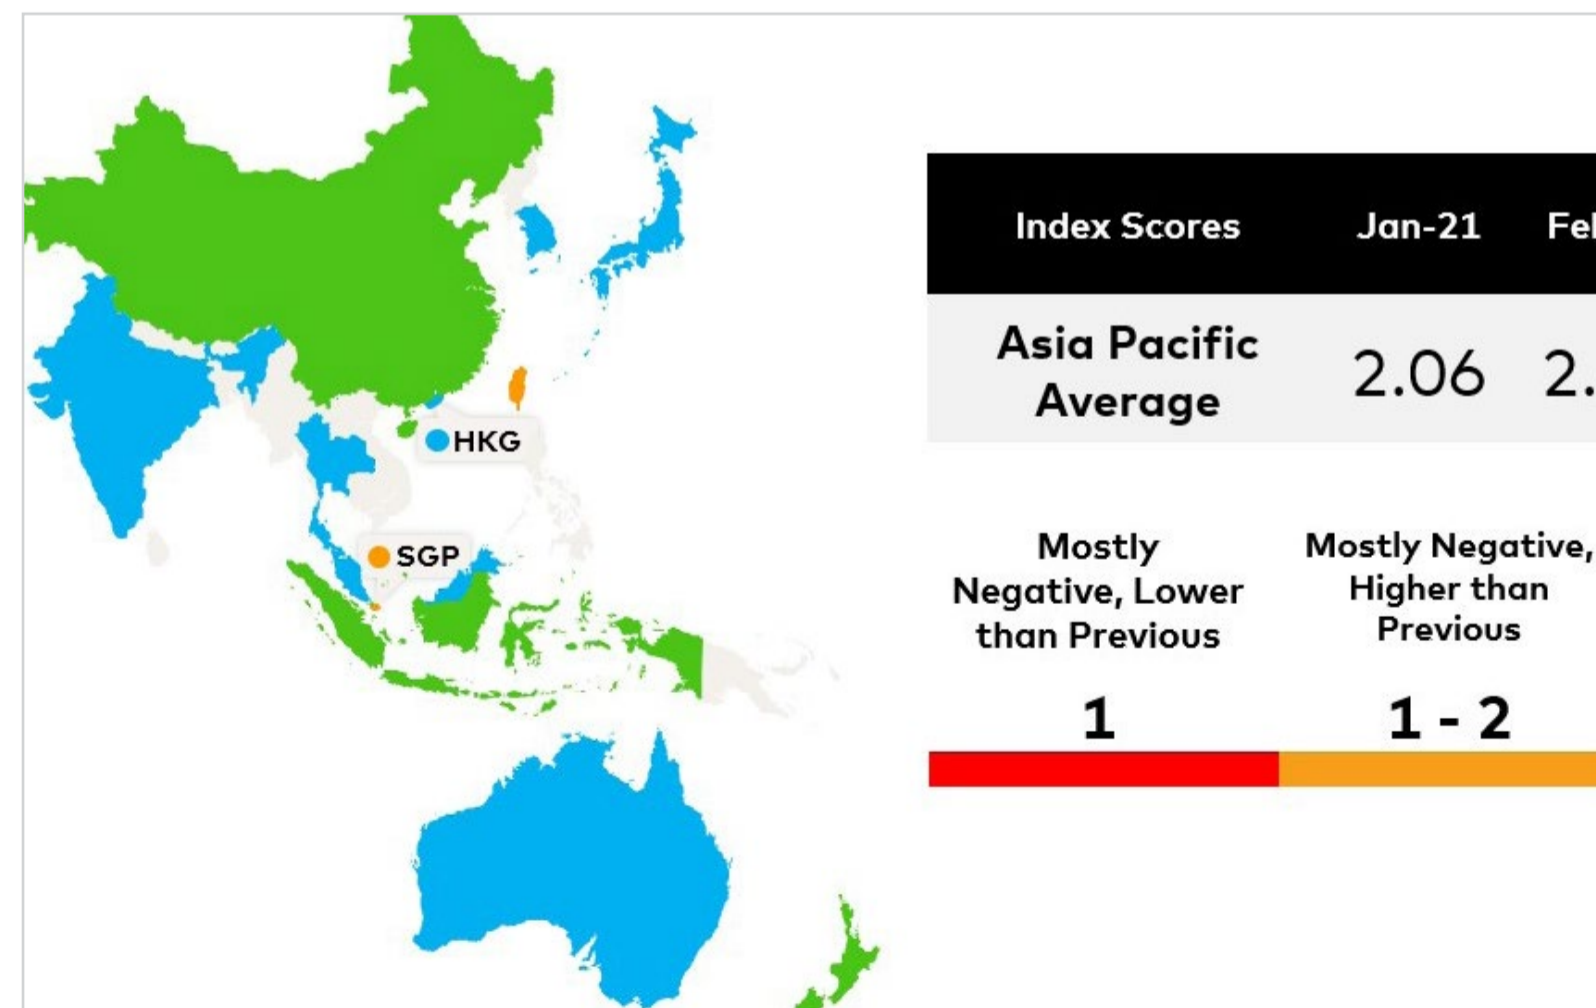 HKG
SGP
Index Scores Jan-21
Asia Pacific
Average
2.06
Mostly
Negative, Lower
than Previous
1
Mostly Negative,
Higher than
Previous
1 - 2